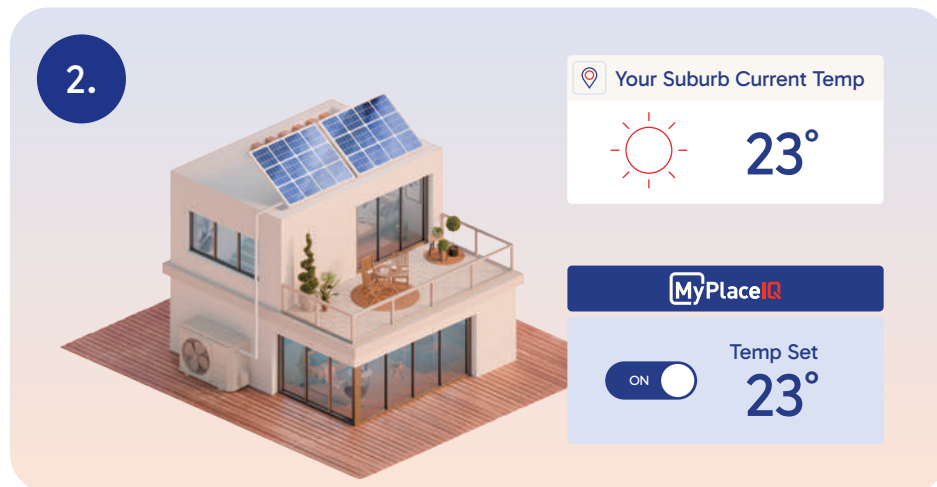 2.
Your Suburb Current Temp
23°
MyPlaceIQ
Temp Set
ON
23°